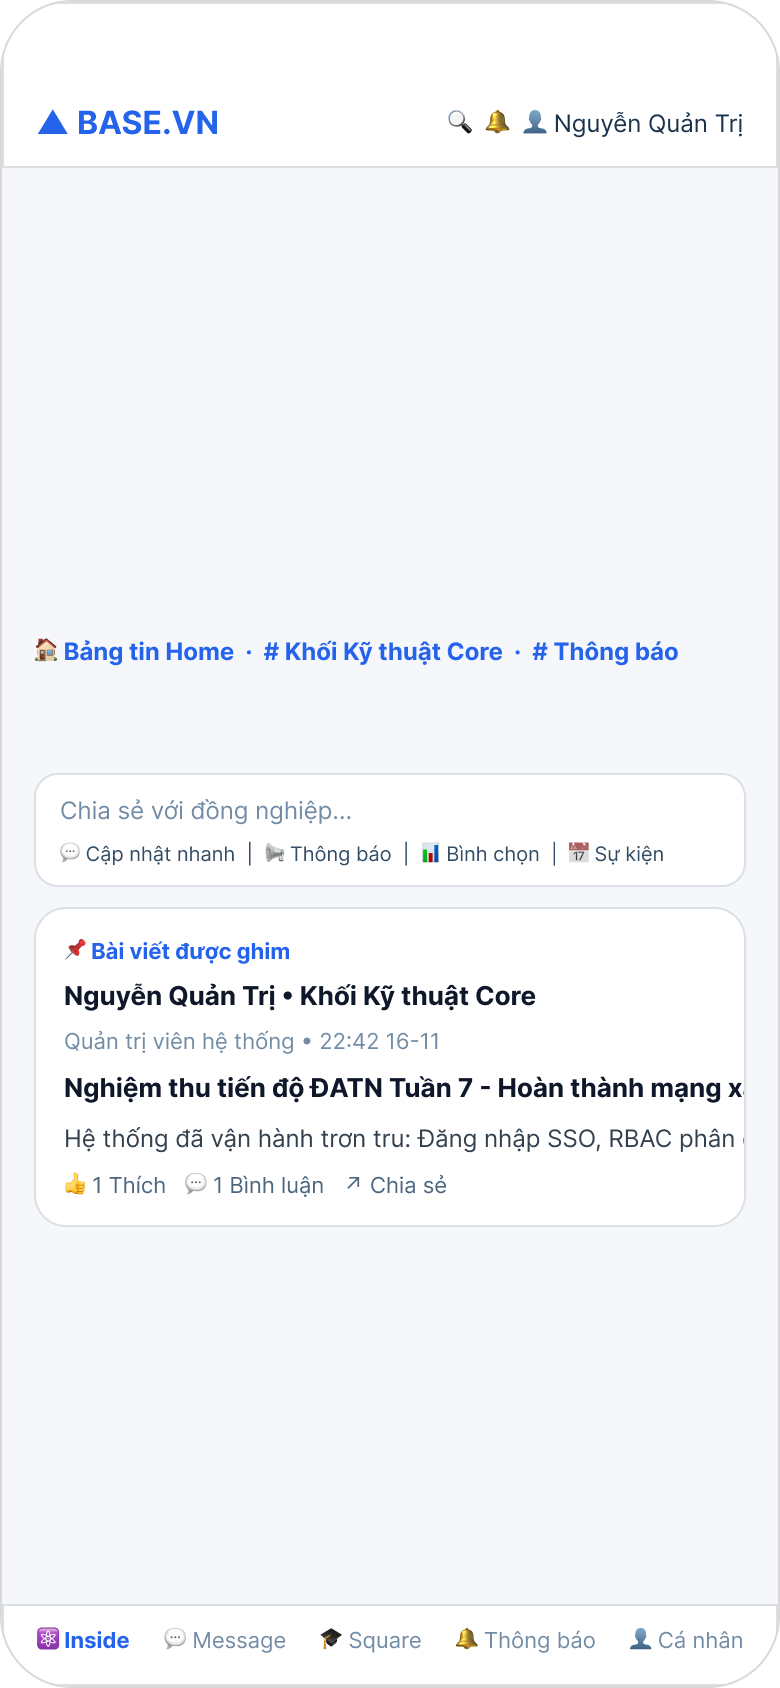 BASE.VN
Nguyễn Quản Trị
Bảng tin Home · # Khối Kỹ thuật Core · # Thông báo
Chia sẻ với đồng nghiệp...
Cập nhật nhanh | Thông báo | Bình chọn | 17 Sự kiện
Bài viết được ghim
Nguyễn Quản Trị • Khối Kỹ thuật Core
Quản trị viên hệ thống • 22:42 16-11
Nghiệm thu tiến độ ĐATN Tuần 7 - Hoàn thành mạng
Hệ thống đã vận hành trơn tru: Đăng nhập SSO, RBAC phân
1 Thích 1 Bình luận ↗ Chia sẻ
Inside Message Square Thông báo Cá nhân